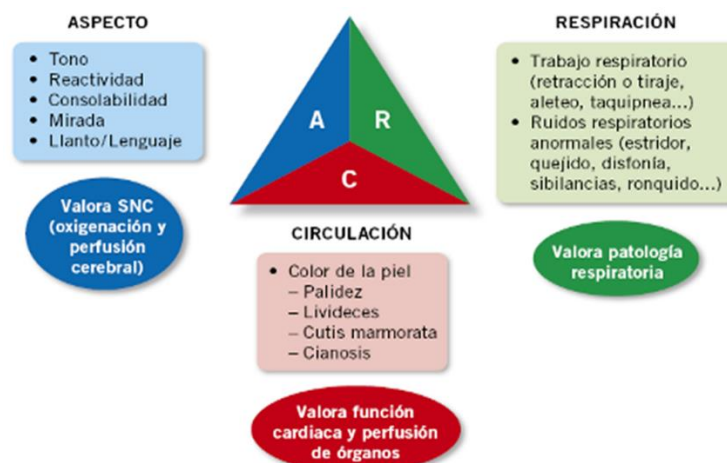 ASPECTO
• Tono
• Reactividad
• Consolabilidad
• Mirada
• Llanto/Lenguaje
Valora SNC
(oxigenación y
perfusión
cerebral)
A
R
C
RESPIRACIÓN
• Trabajo respiratorio
(retracción o tiraje,
aleteo, taquipnea...)
• Ruidos respiratorios
anormales (estridor,
quejido, disfonía,
sibilancias, ronquido...)
Valora patología
respiratoria
CIRCULACIÓN
• Color de la piel
– Palidez
– Livideces
– Cutis marmorata
– Cianosis
Valora función
cardiaca y perfusión
de órganos